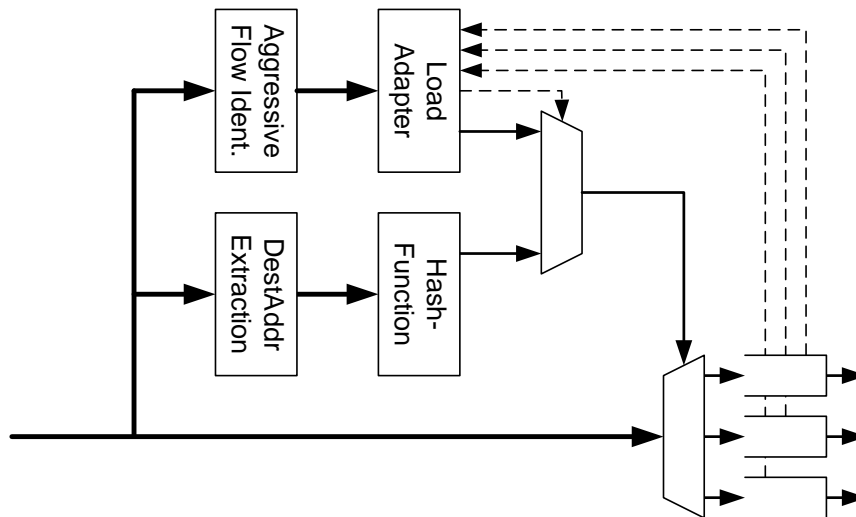 Aggressive
Flow Ident.
Load
Adapter
DestAddr
Extraction
Hash-
Function